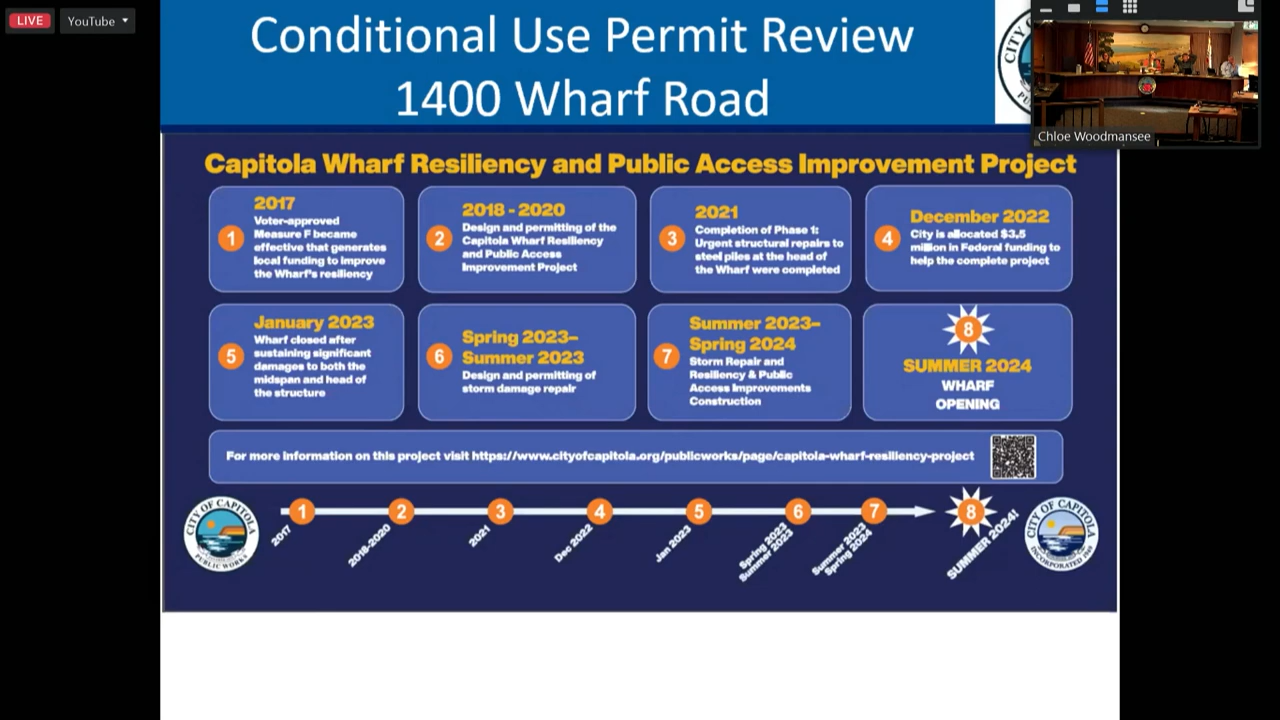 LIVE
YouTube
Conditional Use Permit Review
1400 Wharf Road
Chloe Woodmansee
Capitola Wharf Resiliency and Public Access Improvement Project
1
2017
Voter-approved
Measure F became
effective that generates
local funding to improve
the Wharf's resiliency
2
2018 - 2020
Design and permitting of the
Capitola Wharf Resiliency
and Public Access
Improvement Project
3
2021
Completion of Phase 1:
Urgent structural repairs to
steel piles at the head of
the Wharf were completed
4
December 2022
City is allocated $3.5
million in Federal funding to
help the complete project
5
January 2023
Wharf closed after
sustaining significant
damages to both the
midspan and head of
the structure
6
Spring 2023–
Summer 2023
Design and permitting of
storm damage repair
7
Summer 2023–
Spring 2024
Storm Repair and
Resiliency & Public
Access Improvements
Construction
8
SUMMER 2024
WHARF
OPENING
For more information on this project visit https://www.cityofcapitola.org/publicworks/page/capitola-wharf-resiliency-project
CITY OF CAPITOLA
PUBLIC WORKS
1 2 3 4 5 6 7 8
2017
2018-2020
2021
Dec 2022
Jan 2023
Spring 2023
Summer 2023
Summer 2023
Spring 2024
SUMMER 2024!
CITY OF CAPITOLA
INCORPORATED 1949